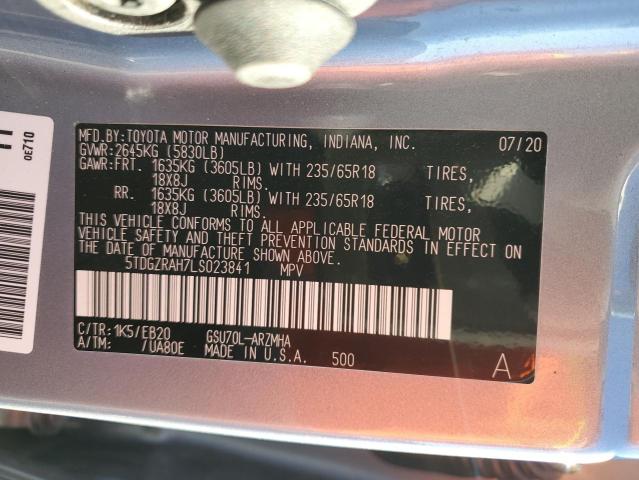 MFD.BY:TOYOTA MOTOR MANUFACTURING, INDIANA, INC. 07/20
GVWR:2645KG (5830LB)
GAWR:FRT. 1635KG (3605LB) WITH 235/65R18 TIRES,
18X8J RIMS.
RR. 1635KG (3605LB) WITH 235/65R18 TIRES,
18X8J RIMS.
THIS VEHICLE CONFORMS TO ALL APPLICABLE FEDERAL MOTOR
VEHICLE SAFETY AND THEFT PREVENTION STANDARDS IN EFFECT ON
THE DATE OF MANUFACTURE SHOWN ABOVE.
5TDGZRAH7LS023841 MPV
C/TR: 1K5/EB20 GSU70L-ARZMHA
A/TM: /UA80E MADE IN U.S.A. 500 A
0E710